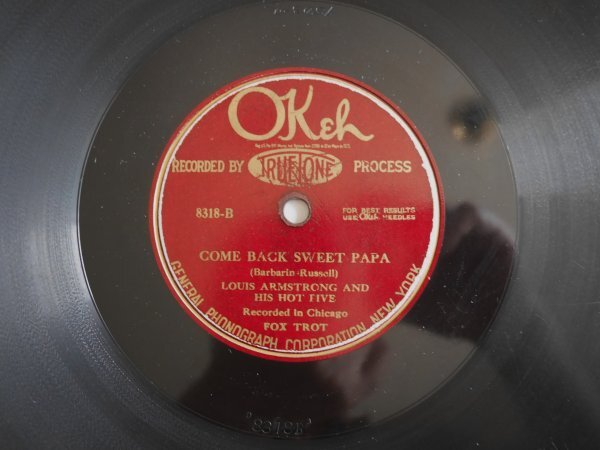 OKeh
RECORDED BY TRUETONE PROCESS
8318-B
FOR BEST RESULTS
USE OKeh NEEDLES
COME BACK SWEET PAPA
(Barbarin-Russell)
LOUIS ARMSTRONG AND
HIS HOT FIVE
Recorded in Chicago
FOX TROT
GENERAL PHONOGRAPH CORPORATION NEW YORK